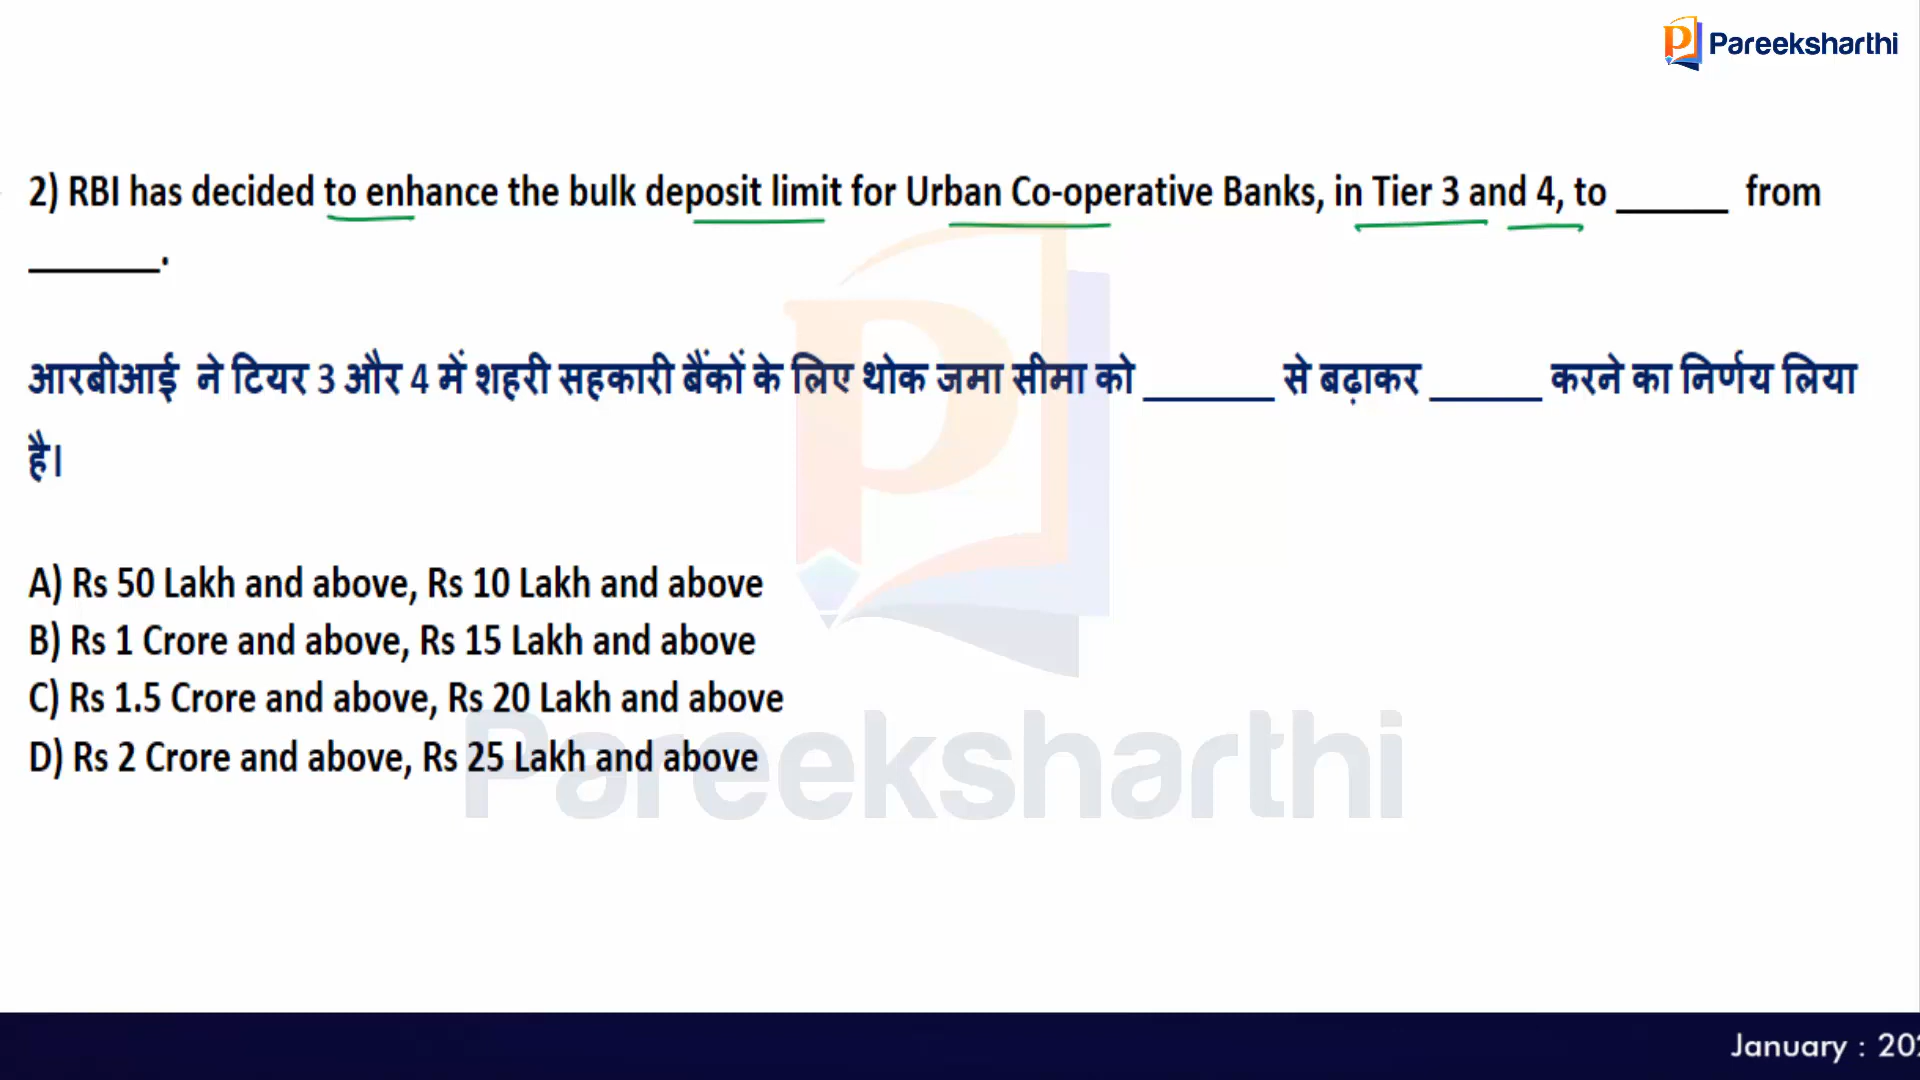 Pareeksharthi
2) RBI has decided to enhance the bulk deposit limit for Urban Co-operative Banks, in Tier 3 and 4, to ______ from
_______.
आरबीआई ने टियर 3 और 4 में शहरी सहकारी बैंकों के लिए थोक जमा सीमा को _______ से बढ़ाकर ______ करने का निर्णय लिया
है।
A) Rs 50 Lakh and above, Rs 10 Lakh and above
B) Rs 1 Crore and above, Rs 15 Lakh and above
C) Rs 1.5 Crore and above, Rs 20 Lakh and above
D) Rs 2 Crore and above, Rs 25 Lakh and above
Pareeksharthi
January :